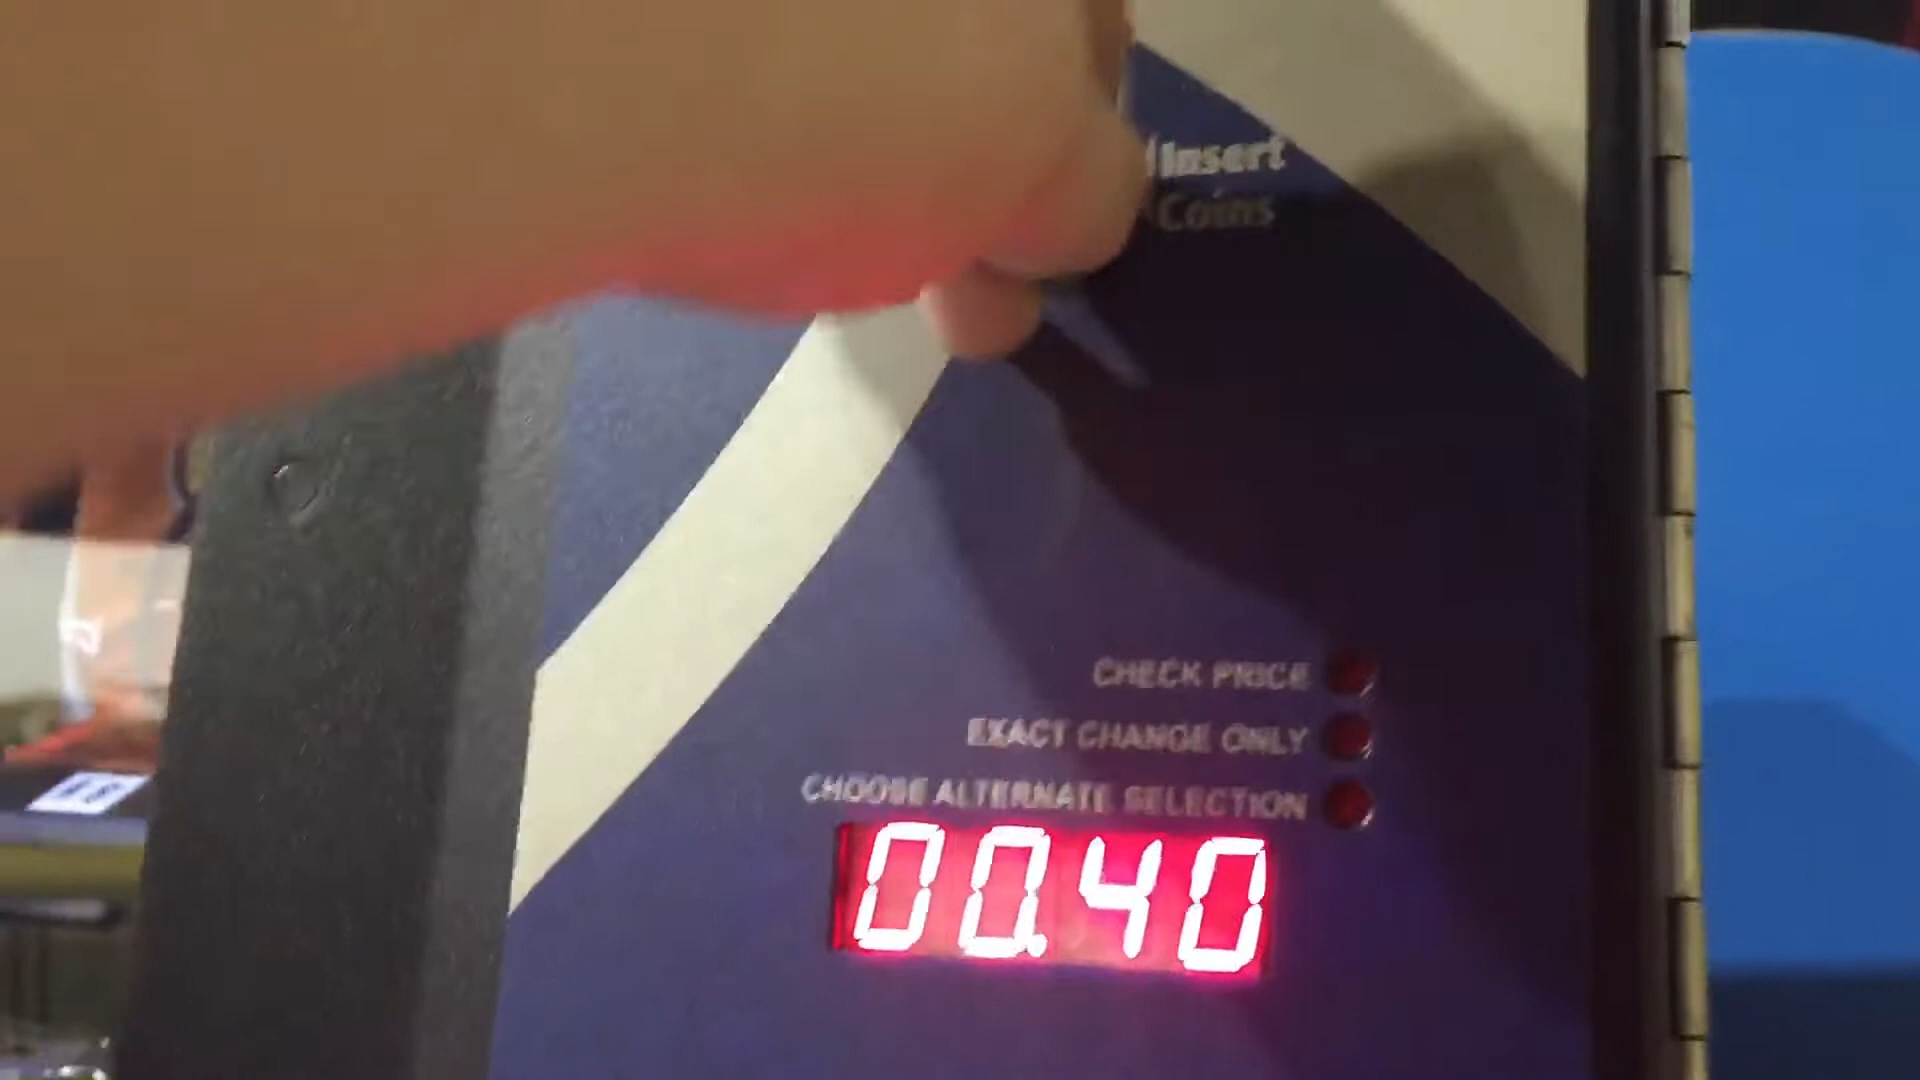 Insert
Coins
CHECK PRICE
EXACT CHANGE ONLY
CHOOSE ALTERNATE SELECTION
00.40